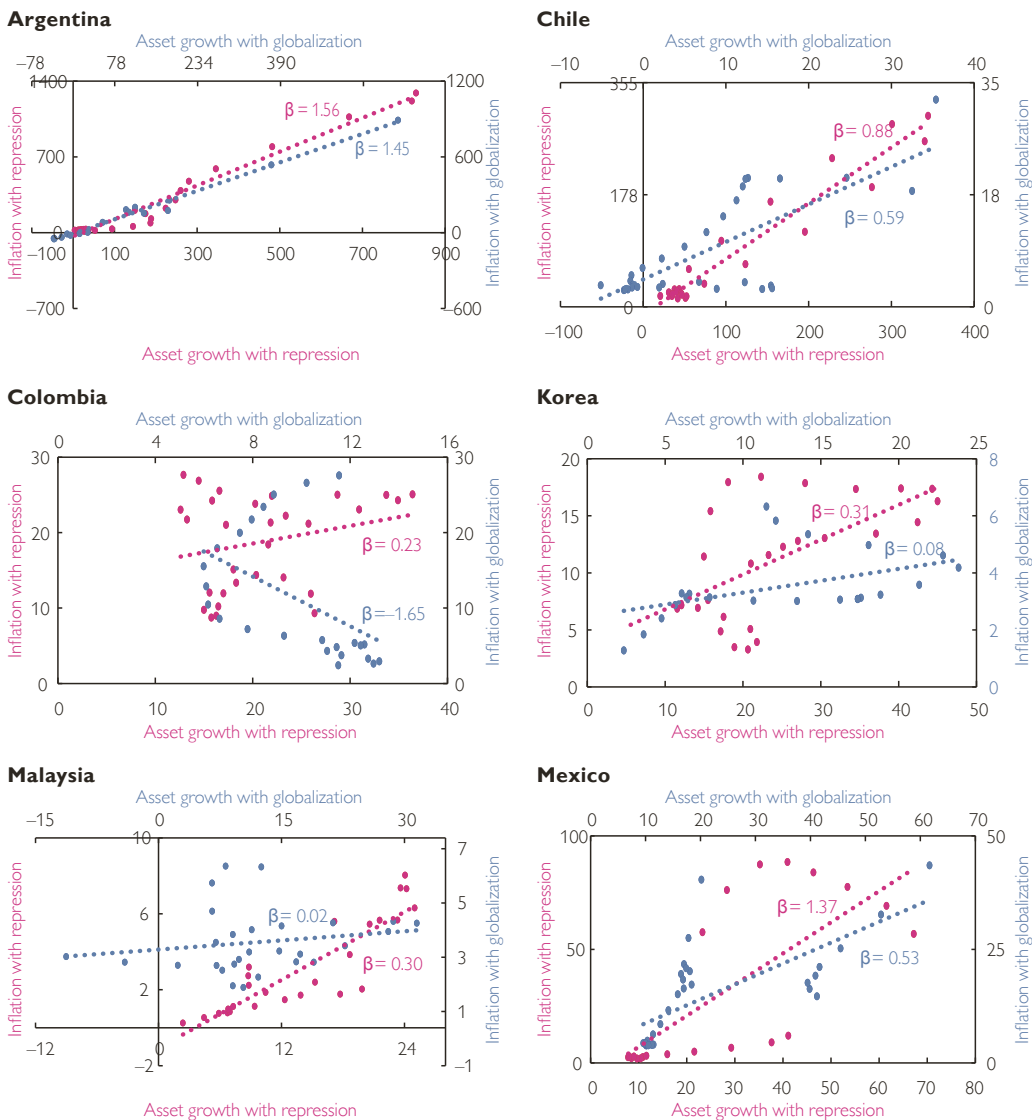 Argentina
Asset growth with globalization
−78 78 234 390
1400 1200
β = 1.56
β = 1.45
700 600
0 0
−100 100 300 500 700 900
−700 −600
Inflation with repression
Inflation with globalization
Asset growth with repression
Chile
Asset growth with globalization
−10 0 10 20 30 40
355 35
β = 0.88
178 18
β = 0.59
0 0
−100 0 100 200 300 400
Inflation with repression
Inflation with globalization
Asset growth with repression
Colombia
Asset growth with globalization
0 4 8 12 16
30 30
20 20
β = 0.23
10 10
β = −1.65
0 0
0 10 20 30 40
Inflation with repression
Inflation with globalization
Asset growth with repression
Korea
Asset growth with globalization
0 5 10 15 20 25
20 8
β = 0.31
15 6
β = 0.08
10 4
5 2
0 0
0 10 20 30 40 50
Inflation with repression
Inflation with globalization
Asset growth with repression
Malaysia
Asset growth with globalization
−15 0 15 30
10
7
6 5
β = 0.02
3
β = 0.30
2
1
−12 12 24
−2 −1
Inflation with repression
Inflation with globalization
Asset growth with repression
Mexico
Asset growth with globalization
0 10 20 30 40 50 60 70
100 50
β = 1.37
50 25
β = 0.53
0 0
0 10 20 30 40 50 60 70 80
Inflation with repression
Inflation with globalization
Asset growth with repression